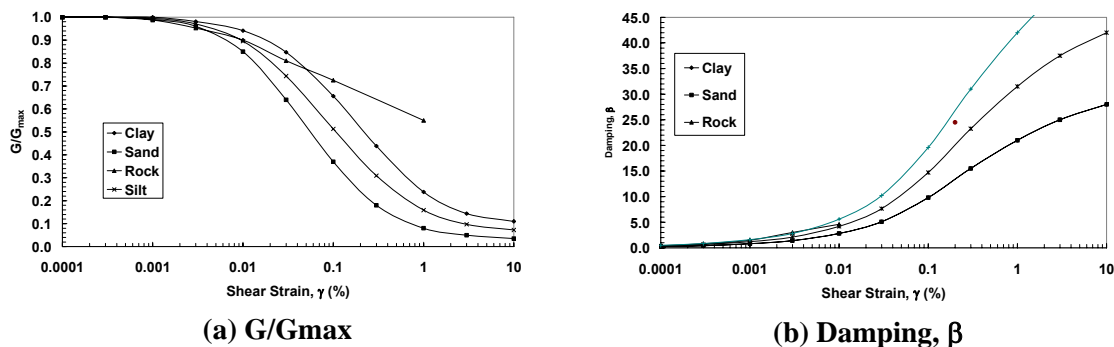 1.0
0.9
0.8
0.7
0.6
0.5
0.4
0.3
0.2
0.1
0.0
G/Gmax
Clay
Sand
Rock
Silt
0.0001 0.001 0.01 0.1 1 10
Shear Strain, γ (%)
(a) G/Gmax
45.0
40.0
35.0
30.0
25.0
20.0
15.0
10.0
5.0
0.0
Damping, β
Clay
Sand
Rock
0.0001 0.001 0.01 0.1 1 10
Shear Strain, γ (%)
(b) Damping, β